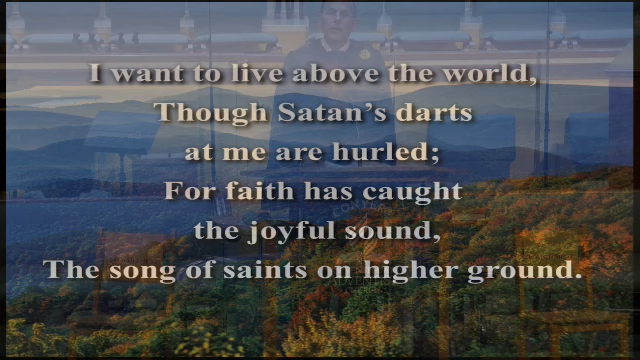 I want to live above the world,
Though Satan's darts
at me are hurled;
For faith has caught
the joyful sound,
The song of saints on higher ground.